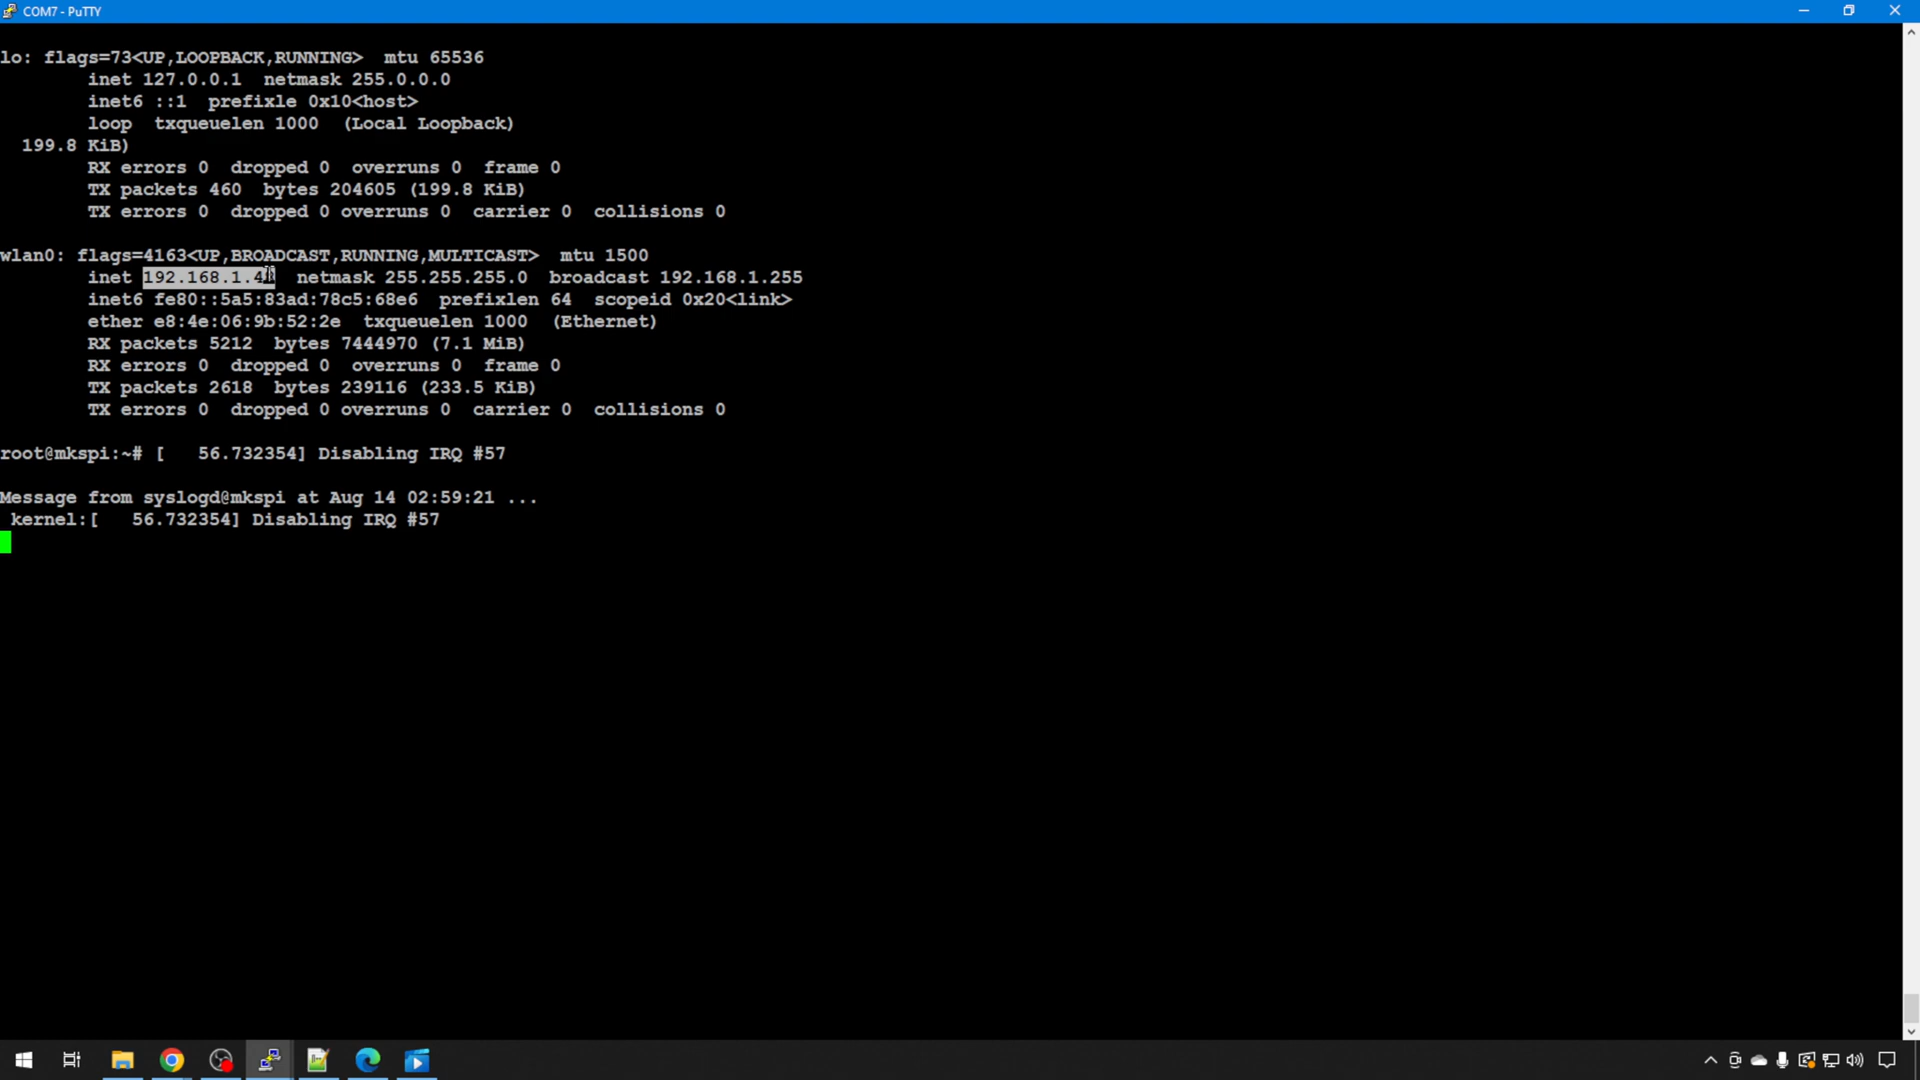 COM7 - PuTTY
lo: flags=73<UP,LOOPBACK,RUNNING>  mtu 65536
        inet 127.0.0.1  netmask 255.0.0.0
        inet6 ::1  prefixle 0x10<host>
        loop  txqueuelen 1000  (Local Loopback)
  199.8 KiB)
        RX errors 0  dropped 0  overruns 0  frame 0
        TX packets 460  bytes 204605 (199.8 KiB)
        TX errors 0  dropped 0 overruns 0  carrier 0  collisions 0
wlan0: flags=4163<UP,BROADCAST,RUNNING,MULTICAST>  mtu 1500
        inet  netmask 255.255.255.0  broadcast 192.168.1.255
        inet6 fe80::5a5:83ad:78c5:68e6  prefixlen 64  scopeid 0x20<link>
        ether e8:4e:06:9b:52:2e  txqueuelen 1000  (Ethernet)
        RX packets 5212  bytes 7444970 (7.1 MiB)
        RX errors 0  dropped 0  overruns 0  frame 0
        TX packets 2618  bytes 239116 (233.5 KiB)
        TX errors 0  dropped 0 overruns 0  carrier 0  collisions 0
root@mkspi:~# [   56.732354] Disabling IRQ #57
Message from syslogd@mkspi at Aug 14 02:59:21 ...
 kernel:[   56.732354] Disabling IRQ #57